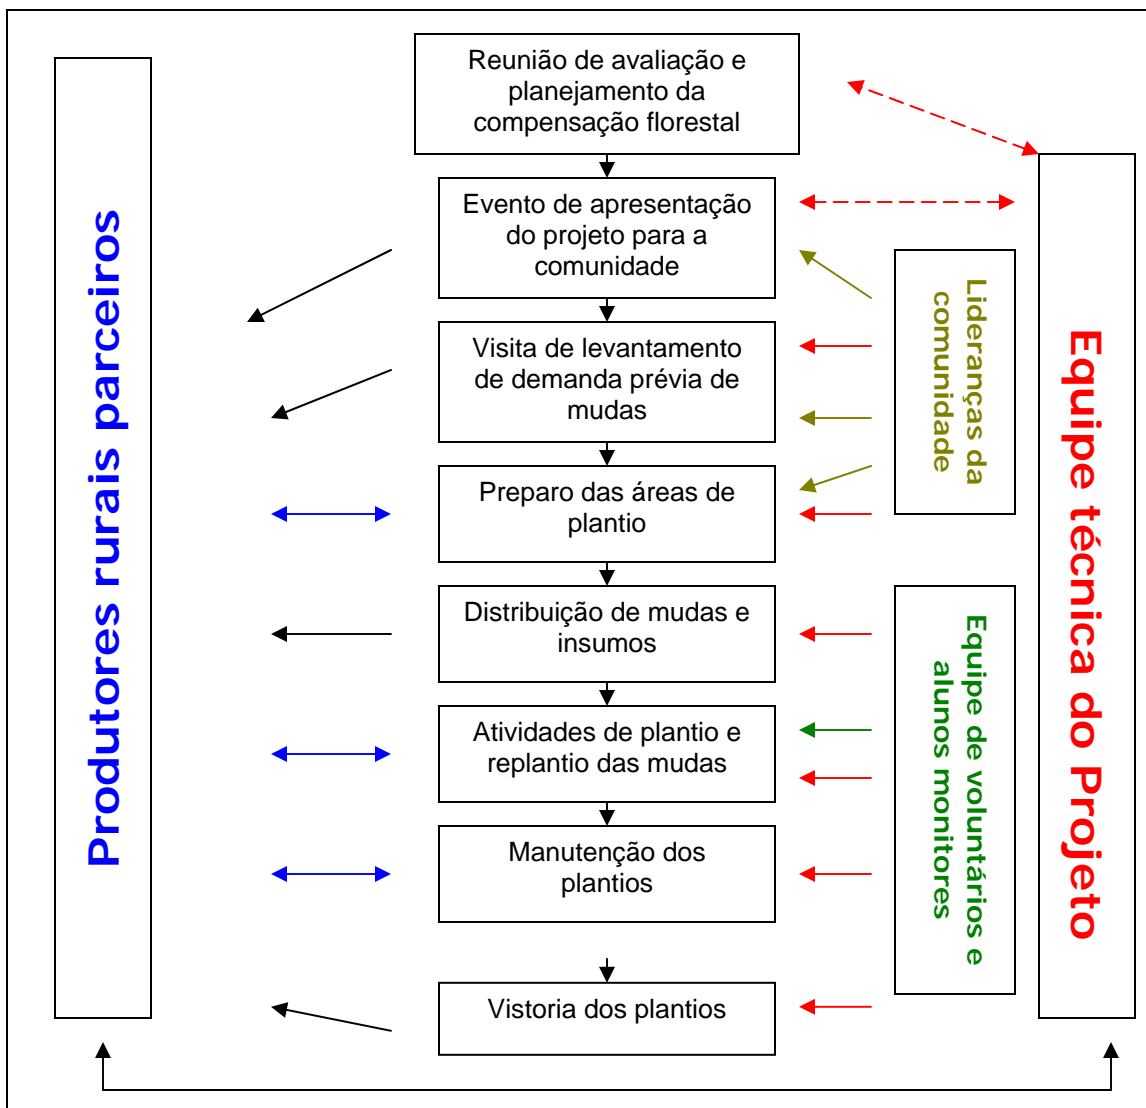 Produtores rurais parceiros
Reunião de avaliação e
planejamento da
compensação florestal
Evento de apresentação
do projeto para a
comunidade
Visita de levantamento
de demanda prévia de
mudas
Preparo das áreas de
plantio
Distribuição de mudas e
insumos
Atividades de plantio e
replantio das mudas
Manutenção dos
plantios
Vistoria dos plantios
Lideranças da
comunidade
Equipe de voluntários e
alunos monitores
Equipe técnica do Projeto